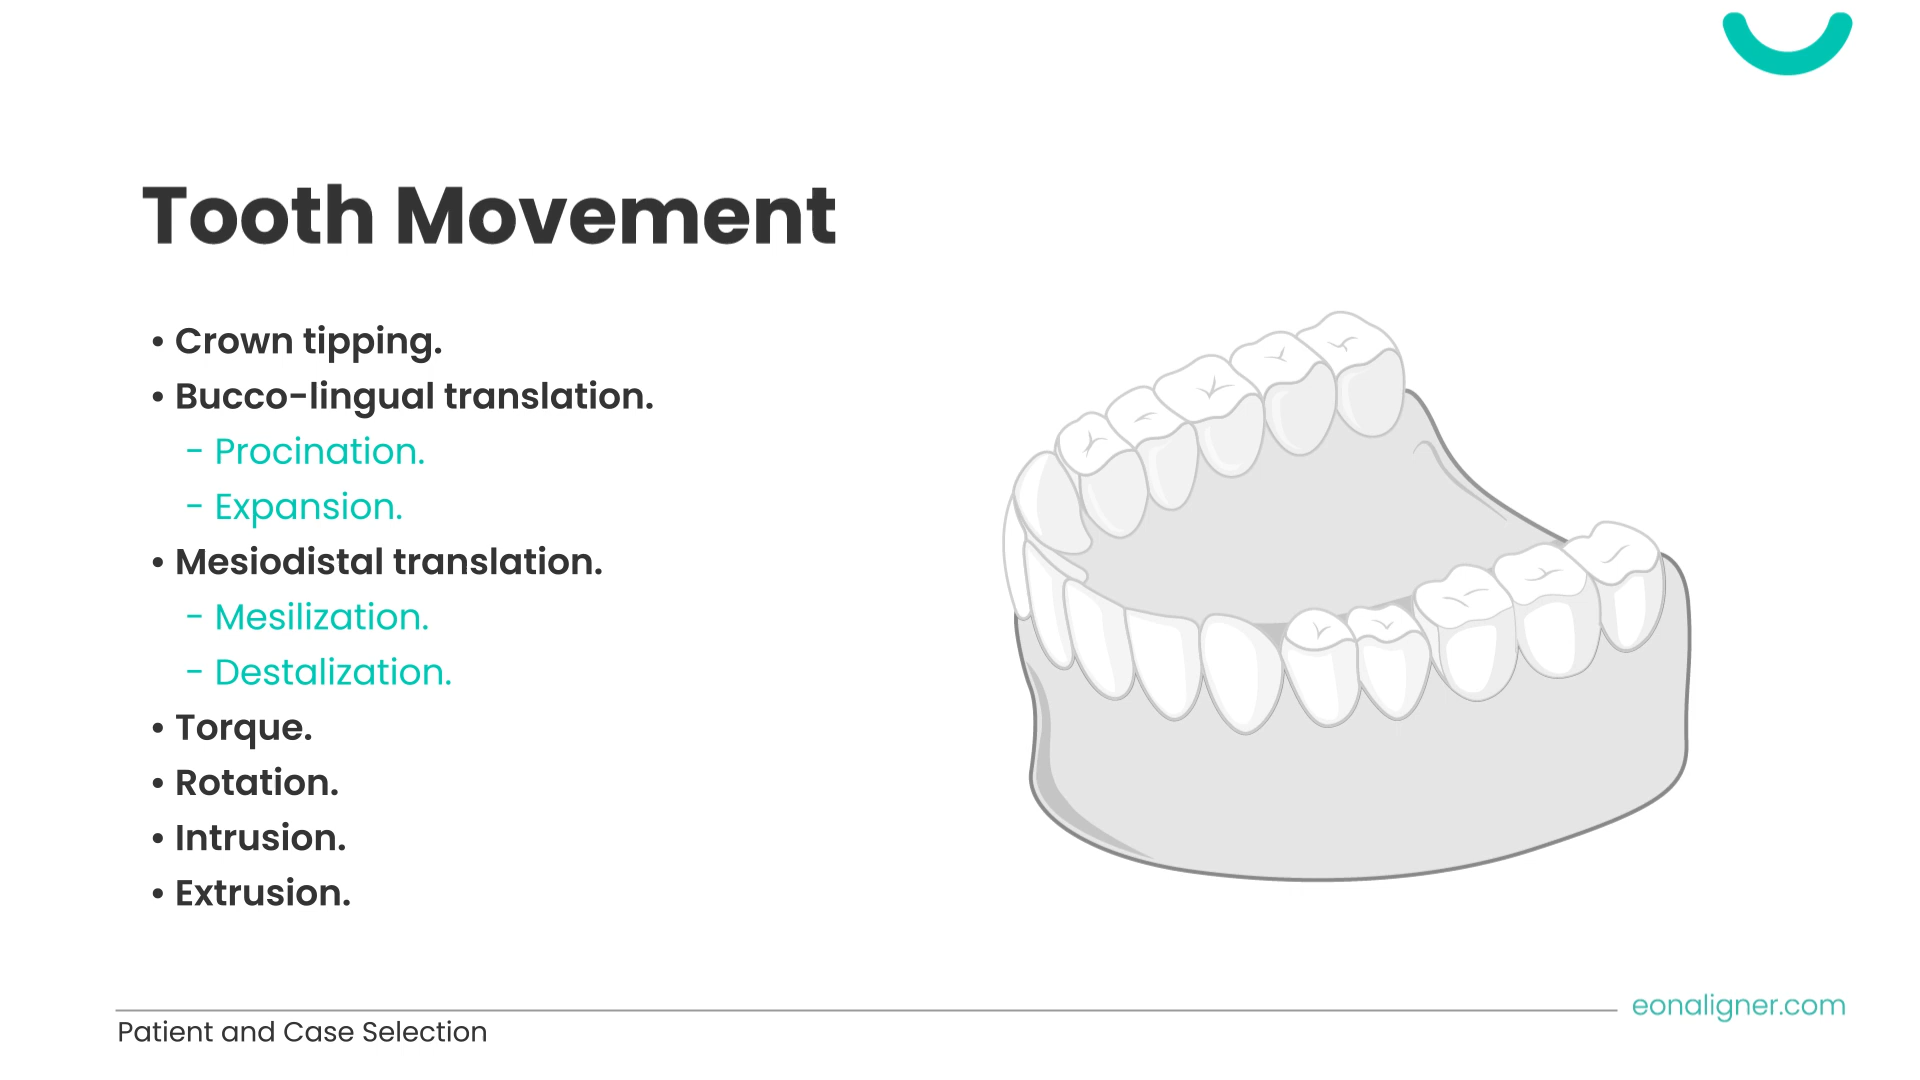 Tooth Movement
• Crown tipping.
• Bucco-lingual translation.
- Procination.
- Expansion.
• Mesiodistal translation.
- Mesilization.
- Destalization.
• Torque.
• Rotation.
• Intrusion.
• Extrusion.
eonaligner.com
Patient and Case Selection